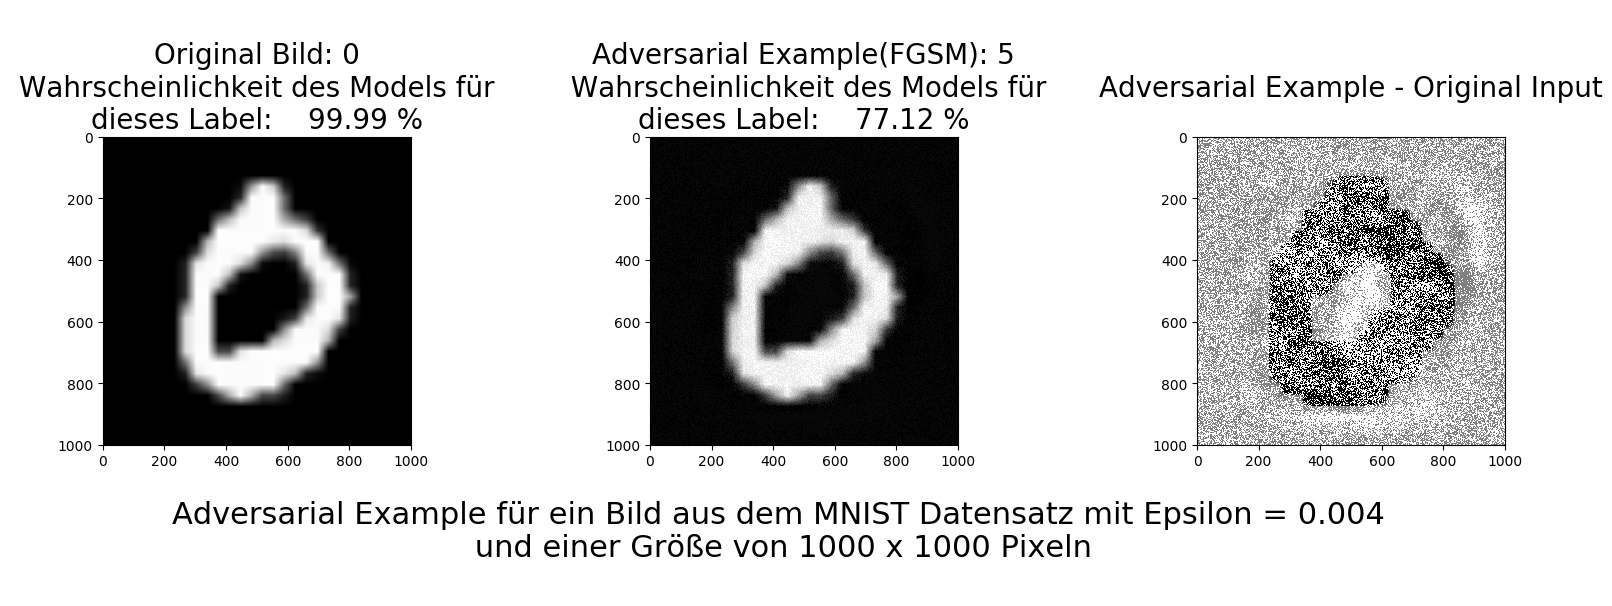 Original Bild: 0
Wahrscheinlichkeit des Models für
dieses Label: 99.99 %
0
200
400
600
800
1000
0 200 400 600 800 1000
Adversarial Example(FGSM): 5
Wahrscheinlichkeit des Models für
dieses Label: 77.12 %
0
200
400
600
800
1000
0 200 400 600 800 1000
Adversarial Example - Original Input
0
200
400
600
800
1000
0 200 400 600 800 1000
Adversarial Example für ein Bild aus dem MNIST Datensatz mit Epsilon = 0.004
und einer Größe von 1000 x 1000 Pixeln